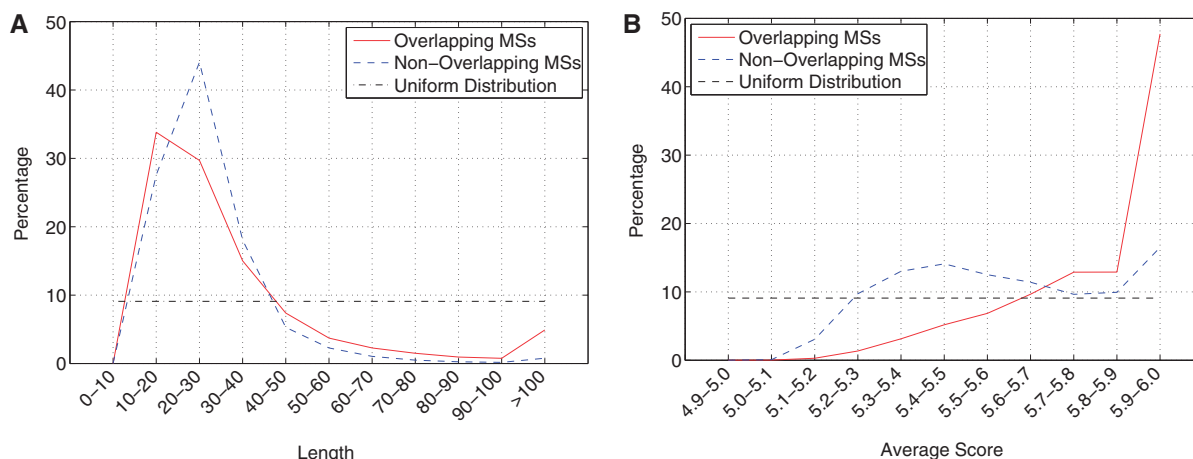 A
50
40
30
20
10
0
Percentage
Overlapping MSs
Non-Overlapping MSs
Uniform Distribution
0-10
10-20
20-30
30-40
40-50
50-60
60-70
70-80
80-90
90-100
>100
Length
B
50
40
30
20
10
0
Percentage
Overlapping MSs
Non-Overlapping MSs
Uniform Distribution
4.9-5.0
5.0-5.1
5.1-5.2
5.2-5.3
5.3-5.4
5.4-5.5
5.5-5.6
5.6-5.7
5.7-5.8
5.8-5.9
5.9-6.0
Average Score